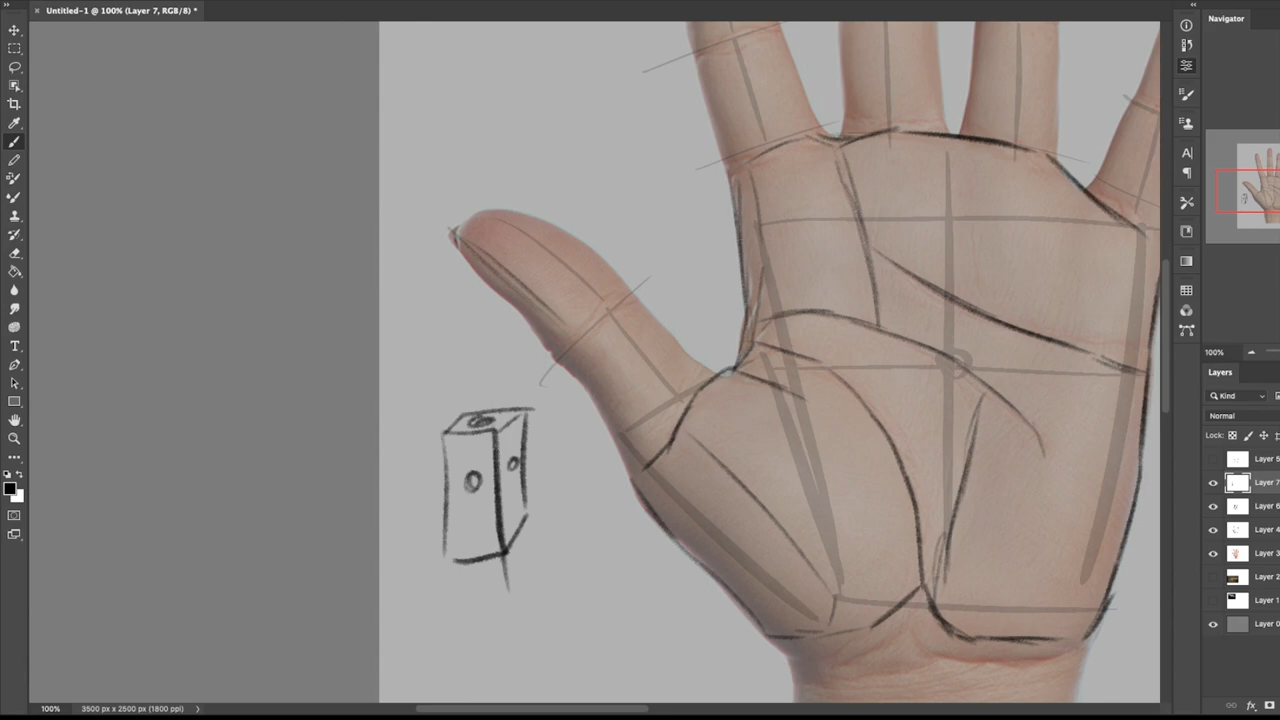 Untitled-1 @ 100% (Layer 7, RGB/8) *
Navigator
100%
Layers
Kind
Normal
Lock:
Layer 5
Layer 7
Layer 6
Layer 4
Layer 3
Layer 2
Layer 1
Layer 0
fx
100%
3500 px x 2500 px (1800 ppi)